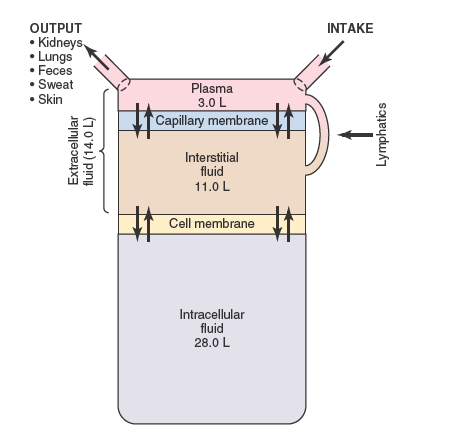 OUTPUT
• Kidneys
• Lungs
• Feces
• Sweat
• Skin
INTAKE
Plasma
3.0 L
Capillary membrane
Interstitial
fluid
11.0 L
Extracellular
fluid (14.0 L)
Lymphatics
Cell membrane
Intracellular
fluid
28.0 L